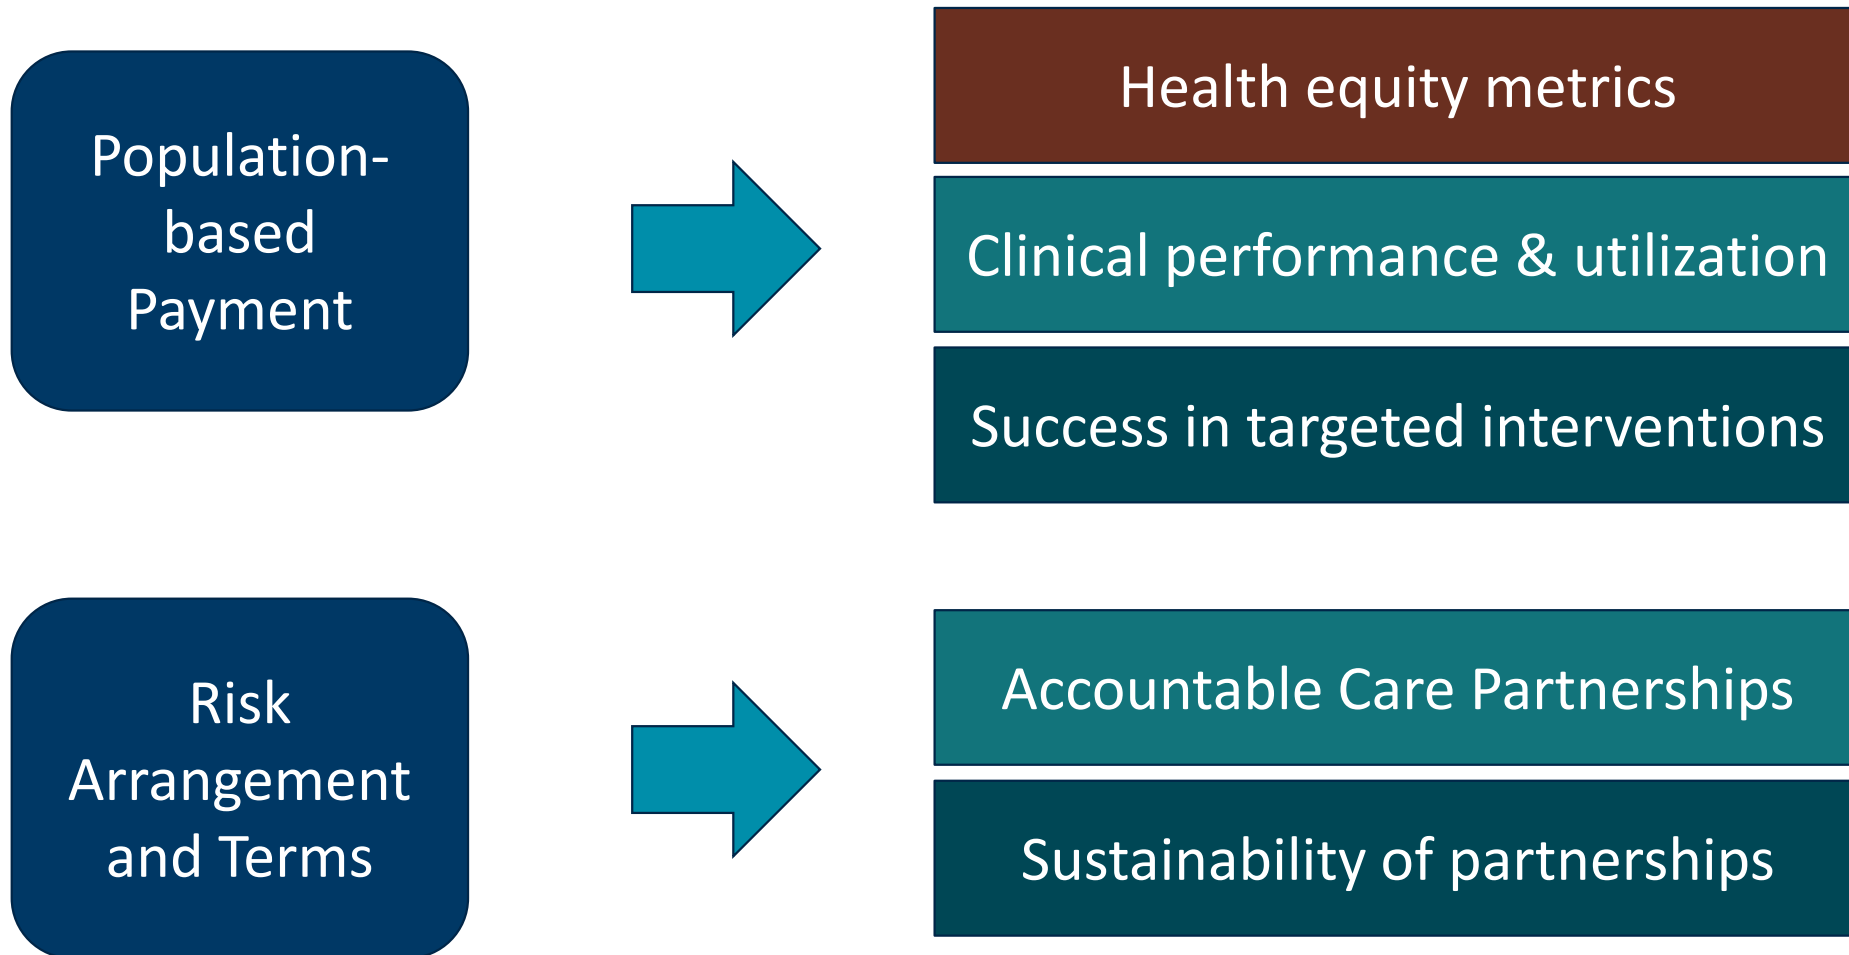 Population-
based
Payment
Health equity metrics
Clinical performance & utilization
Success in targeted interventions
Risk
Arrangement
and Terms
Accountable Care Partnerships
Sustainability of partnerships